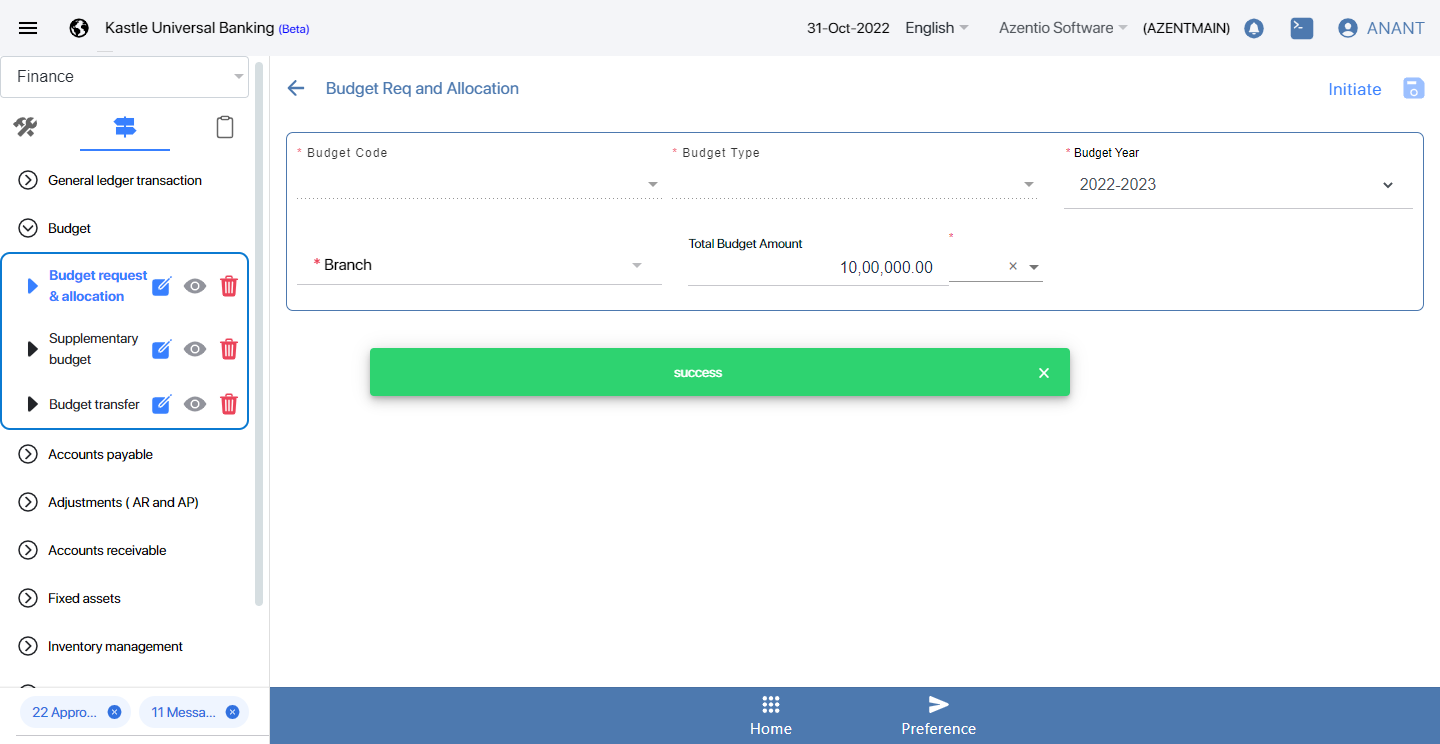 Kastle Universal Banking (Beta)
31-Oct-2022 English Azentio Software (AZENTMAIN) ANANT
Finance
General ledger transaction
Budget
Budget request
& allocation
Supplementary
budget
Budget transfer
Accounts payable
Adjustments ( AR and AP)
Accounts receivable
Fixed assets
Inventory management
22 Appro...
11 Messa...
Budget Req and Allocation
Initiate
* Budget Code
* Budget Type
* Budget Year
2022-2023
* Branch
Total Budget Amount
*
10,00,000.00
success
Home
Preference